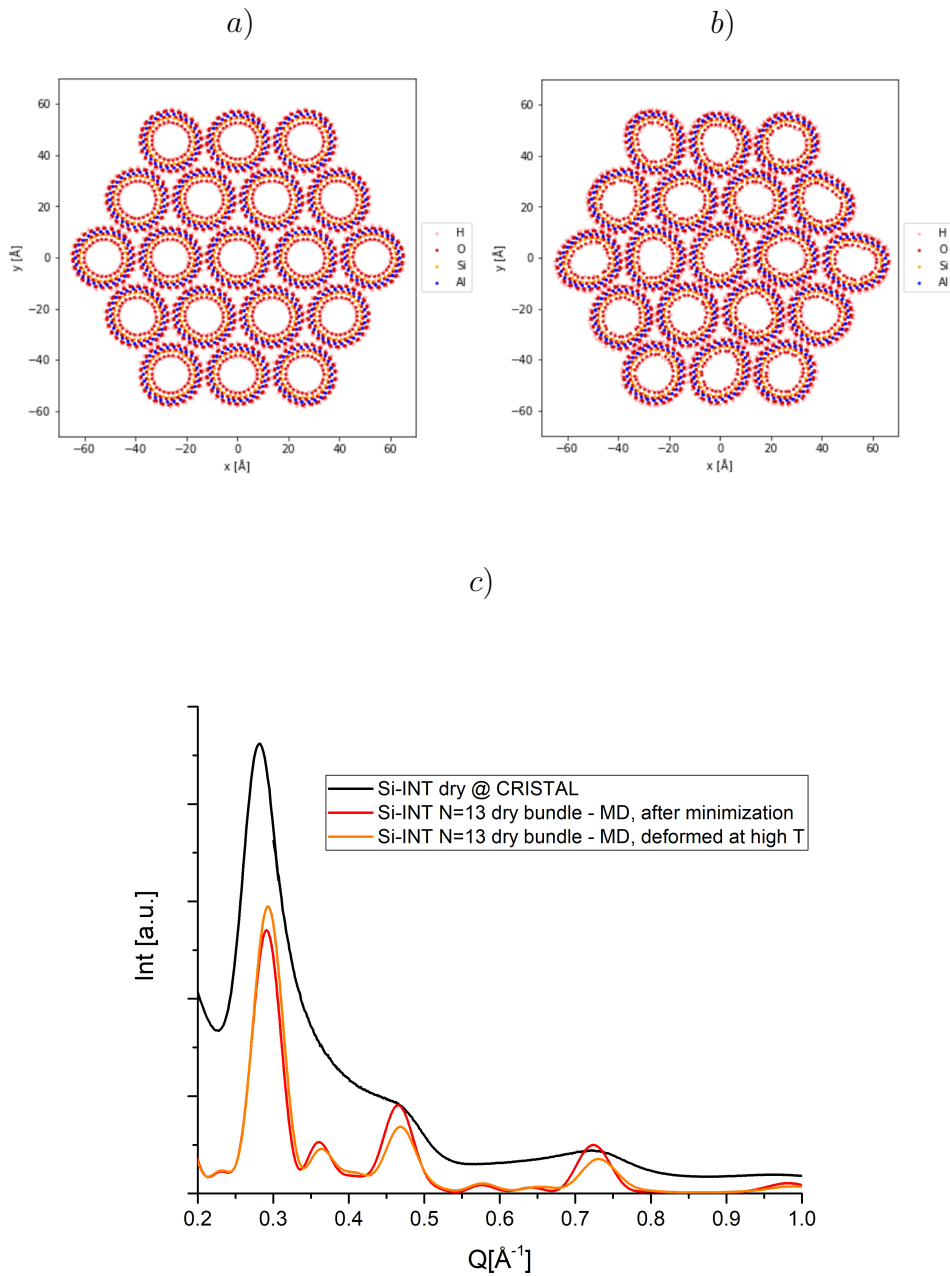 a)
b)
60
40
20
0
−20
−40
−60
y [Å]
−60 −40 −20 0 20 40 60
x [Å]
H
O
Si
Al
60
40
20
0
−20
−40
−60
y [Å]
−60 −40 −20 0 20 40 60
x [Å]
H
O
Si
Al
c)
Si-INT dry @ CRISTAL
Si-INT N=13 dry bundle - MD, after minimization
Si-INT N=13 dry bundle - MD, deformed at high T
Int [a.u.]
0.2 0.3 0.4 0.5 0.6 0.7 0.8 0.9 1.0
Q[Å⁻¹]